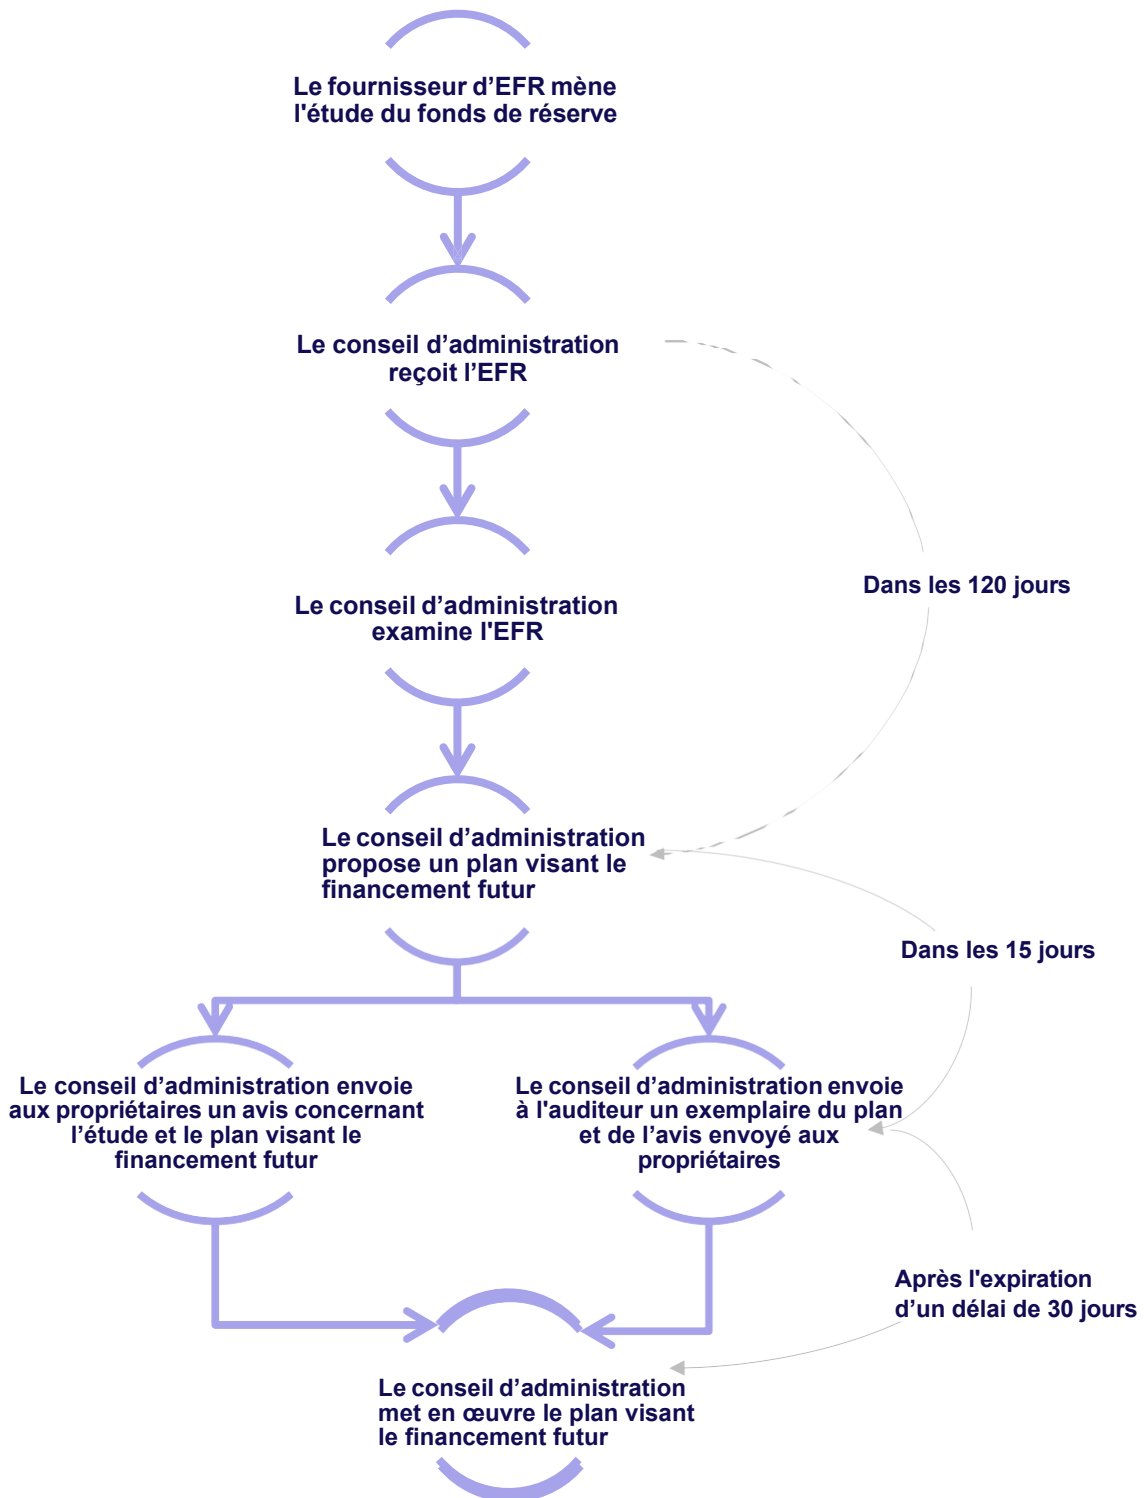 Le fournisseur d’EFR mène
l'étude du fonds de réserve
Le conseil d’administration
reçoit l’EFR
Le conseil d’administration
examine l'EFR
Dans les 120 jours
Le conseil d’administration
propose un plan visant le
financement futur
Dans les 15 jours
Le conseil d’administration envoie
aux propriétaires un avis concernant
l’étude et le plan visant le
financement futur
Le conseil d’administration envoie
à l'auditeur un exemplaire du plan
et de l’avis envoyé aux
propriétaires
Après l'expiration
d’un délai de 30 jours
Le conseil d’administration
met en œuvre le plan visant
le financement futur